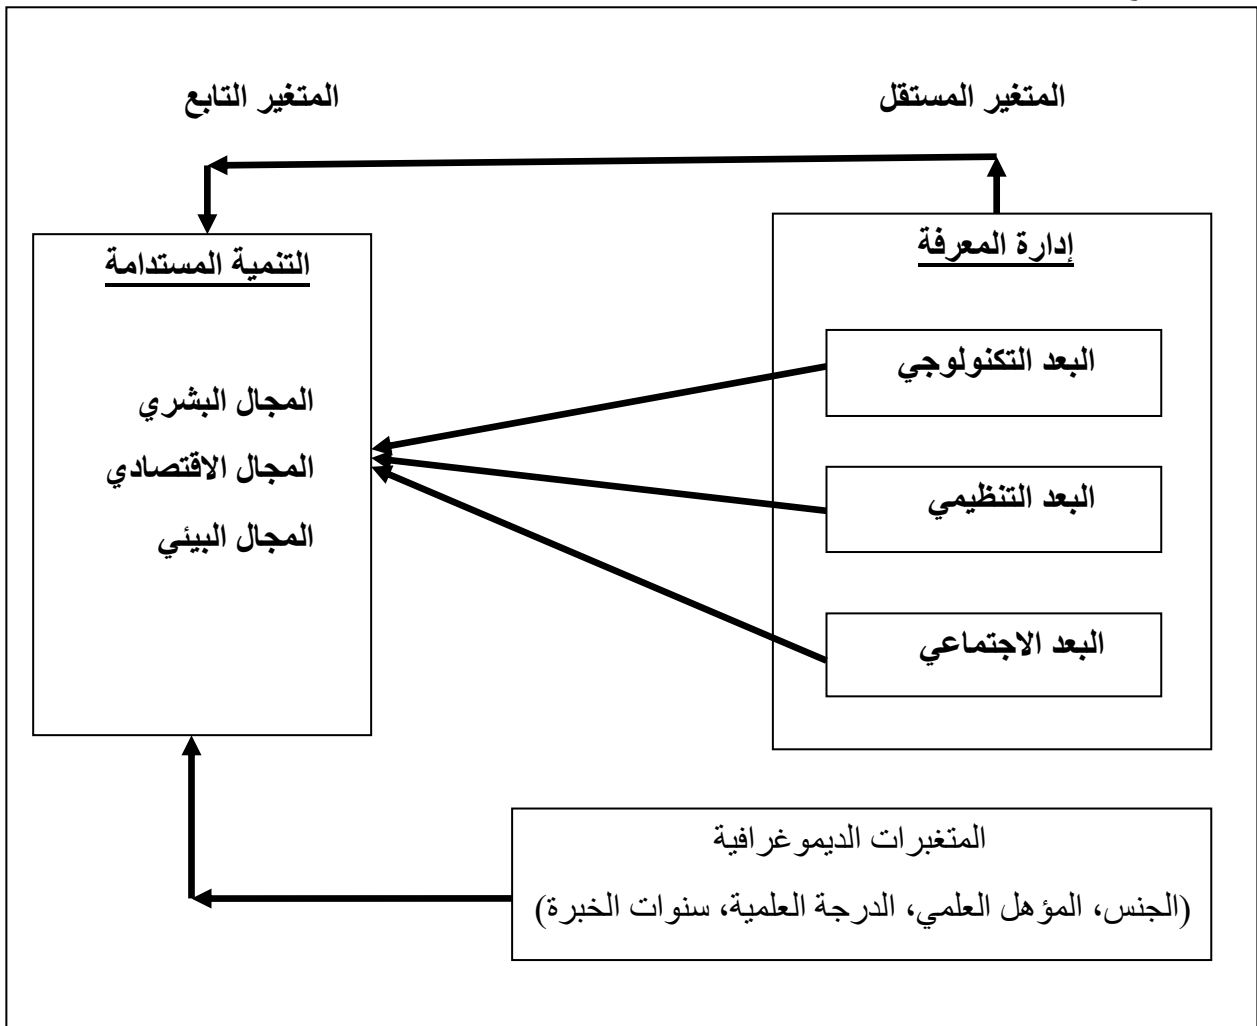 المتغير المستقل
المتغير التابع
إدارة المعرفة
البعد التكنولوجي
البعد التنظيمي
البعد الاجتماعي
التنمية المستدامة
المجال البشري
المجال الاقتصادي
المجال البيئي
المتغبرات الديموغرافية
(الجنس، المؤهل العلمي، الدرجة العلمية، سنوات الخبرة)